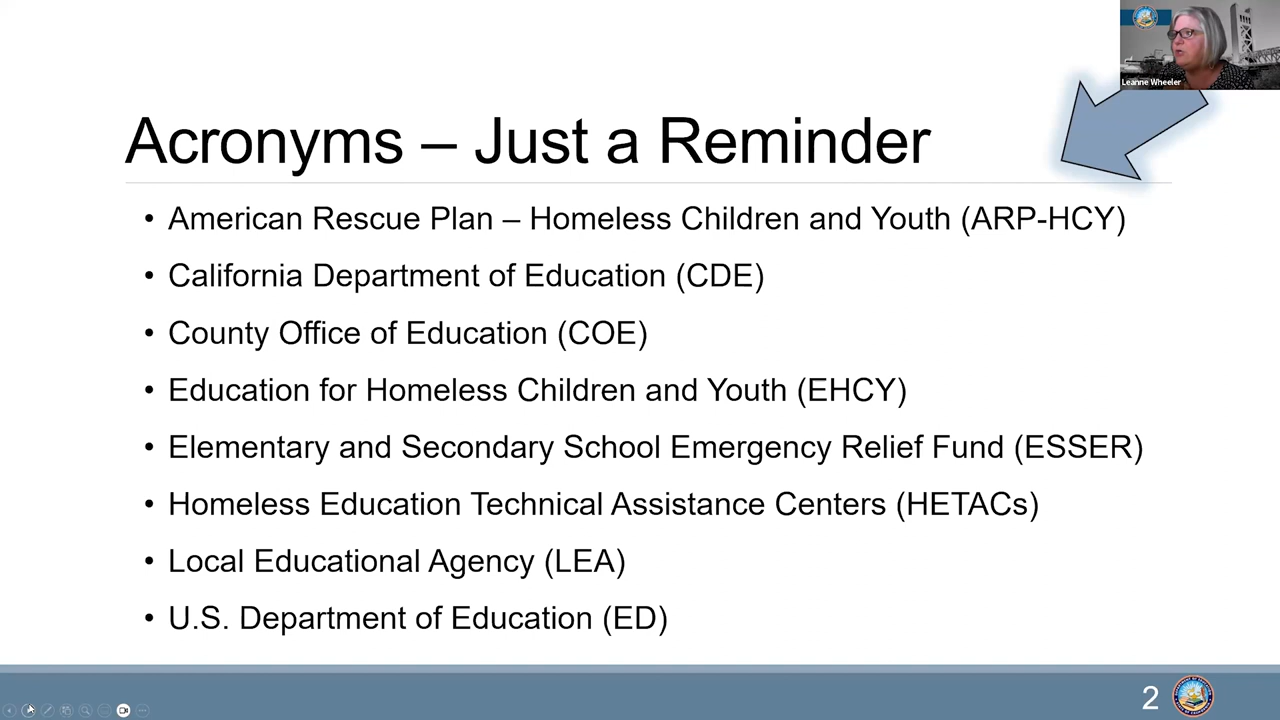 Leanne Wheeler
Acronyms – Just a Reminder
• American Rescue Plan – Homeless Children and Youth (ARP-HCY)
• California Department of Education (CDE)
• County Office of Education (COE)
• Education for Homeless Children and Youth (EHCY)
• Elementary and Secondary School Emergency Relief Fund (ESSER)
• Homeless Education Technical Assistance Centers (HETACs)
• Local Educational Agency (LEA)
• U.S. Department of Education (ED)
2